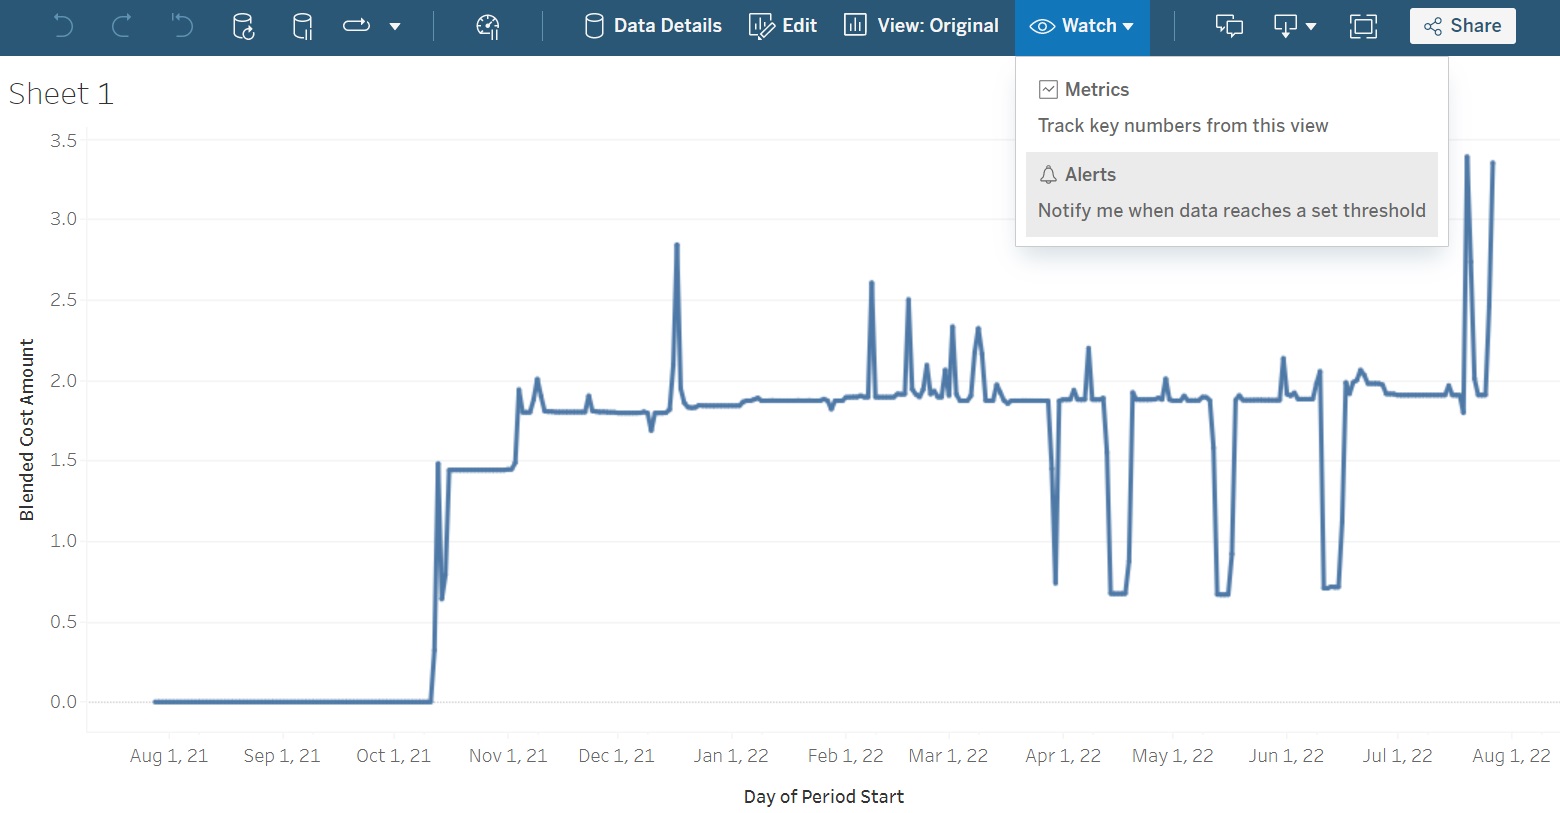 Data Details Edit View: Original Watch Share
Sheet 1
Metrics
Track key numbers from this view
Alerts
Notify me when data reaches a set threshold
Blended Cost Amount
3.5
3.0
2.5
2.0
1.5
1.0
0.5
0.0
Aug 1, 21 Sep 1, 21 Oct 1, 21 Nov 1, 21 Dec 1, 21 Jan 1, 22 Feb 1, 22 Mar 1, 22 Apr 1, 22 May 1, 22 Jun 1, 22 Jul 1, 22 Aug 1, 22
Day of Period Start